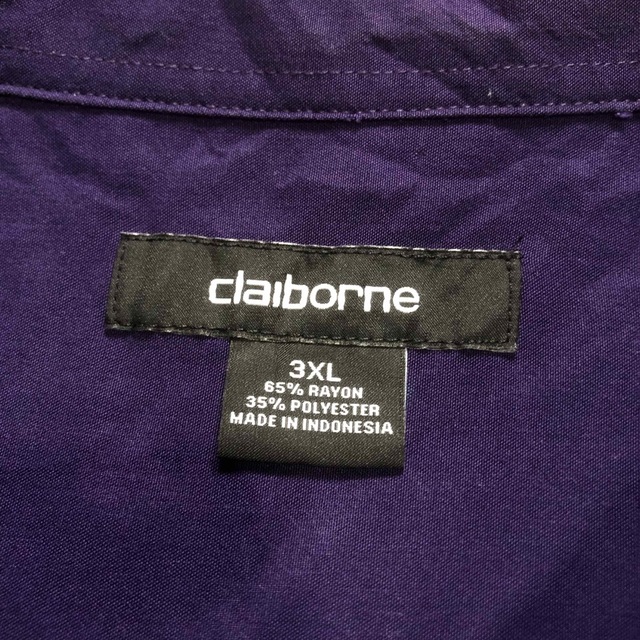 claiborne
3XL
65% RAYON
35% POLYESTER
MADE IN INDONESIA